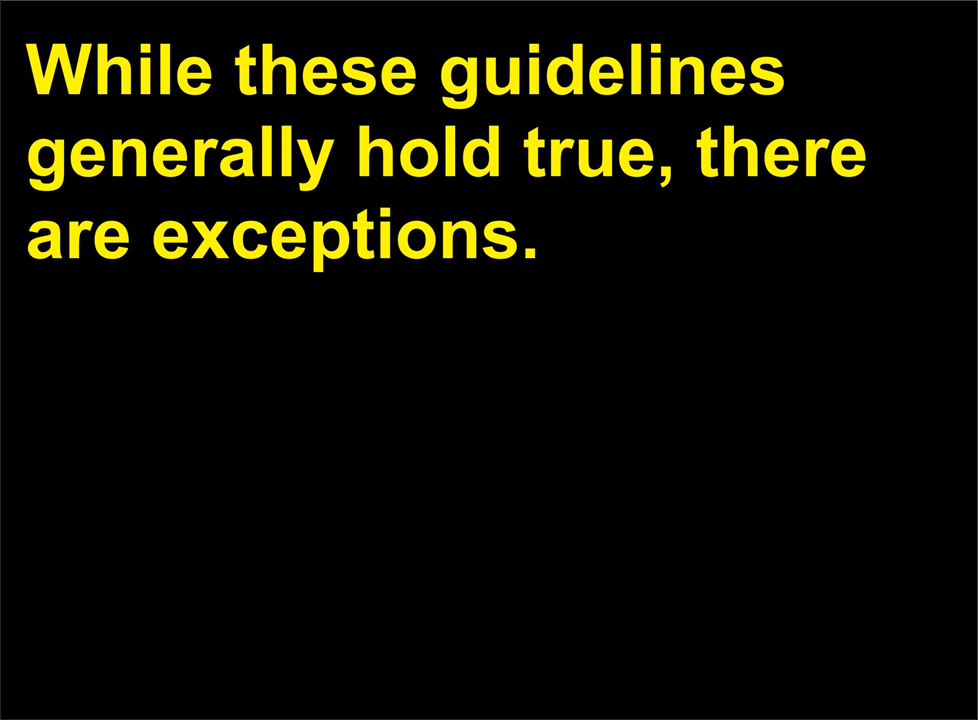 While these guidelines
generally hold true, there
are exceptions.